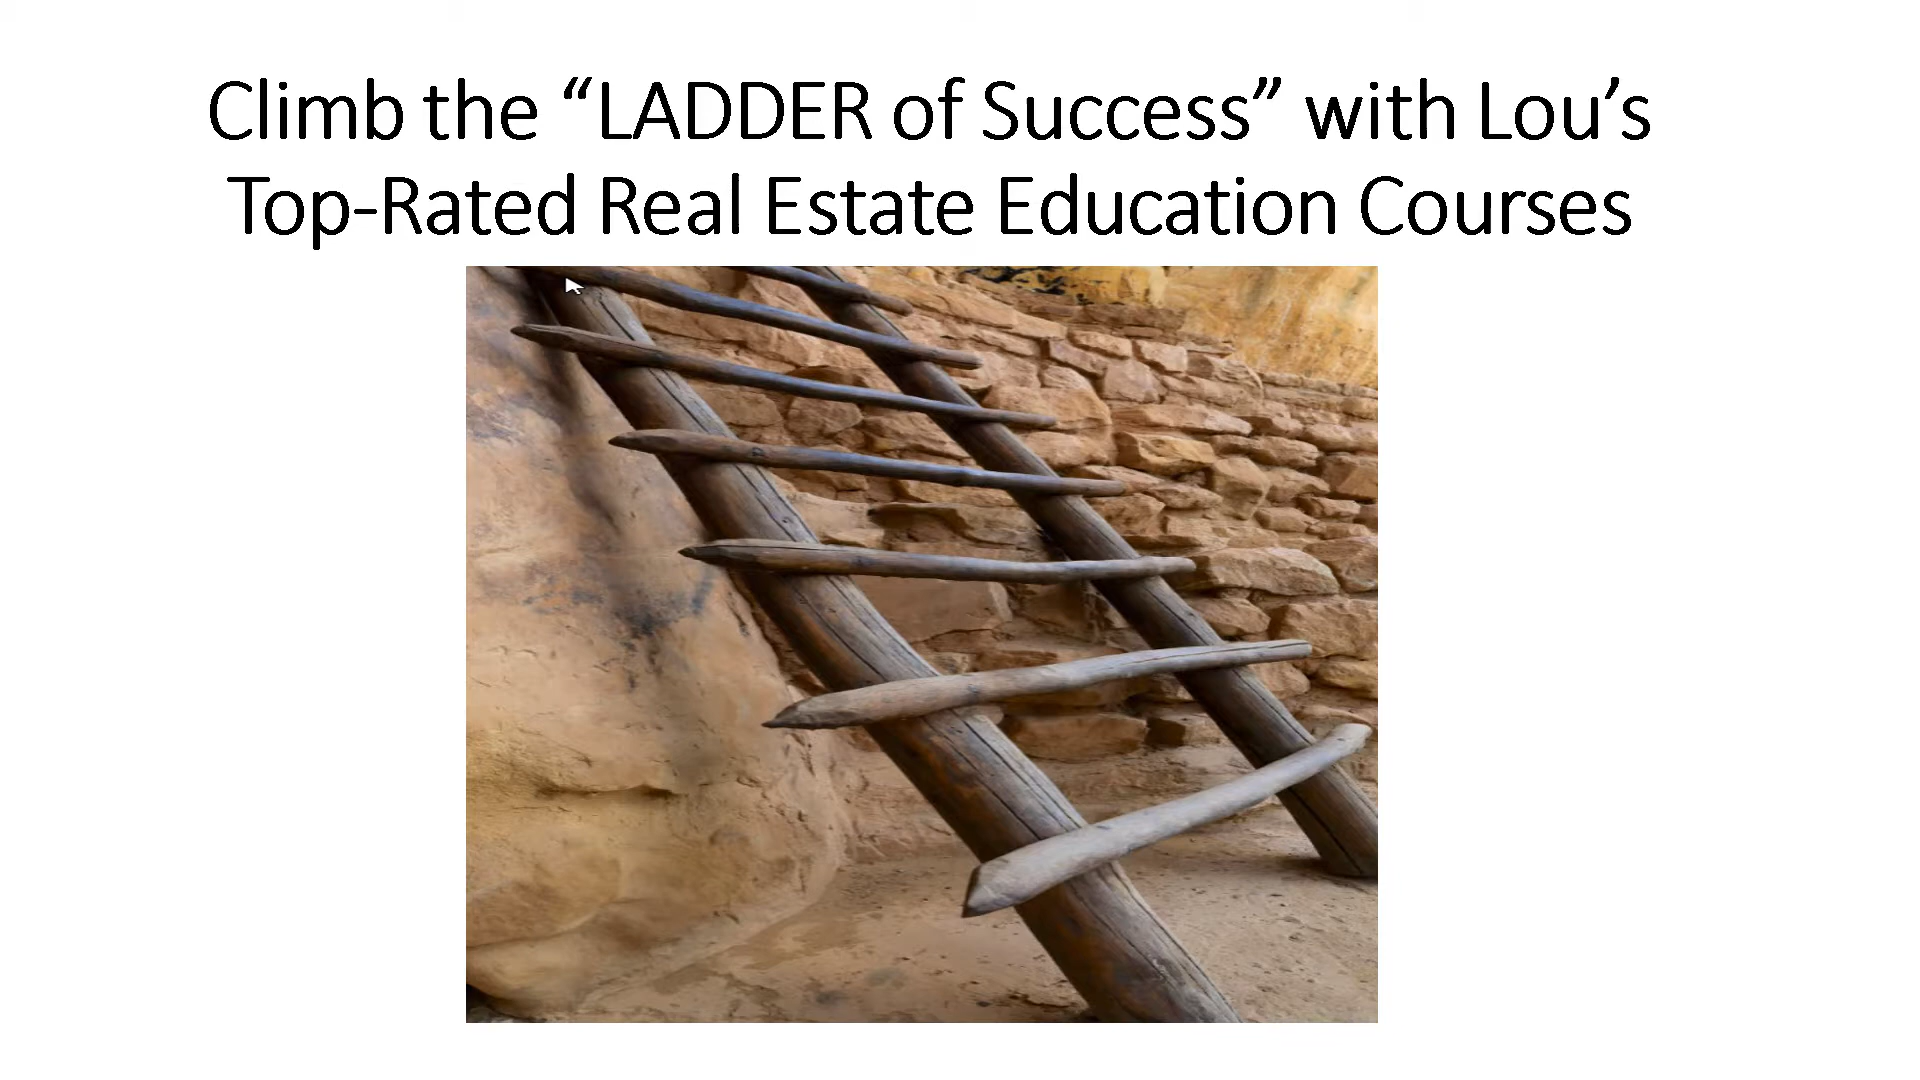 Climb the “LADDER of Success” with Lou’s
Top-Rated Real Estate Education Courses